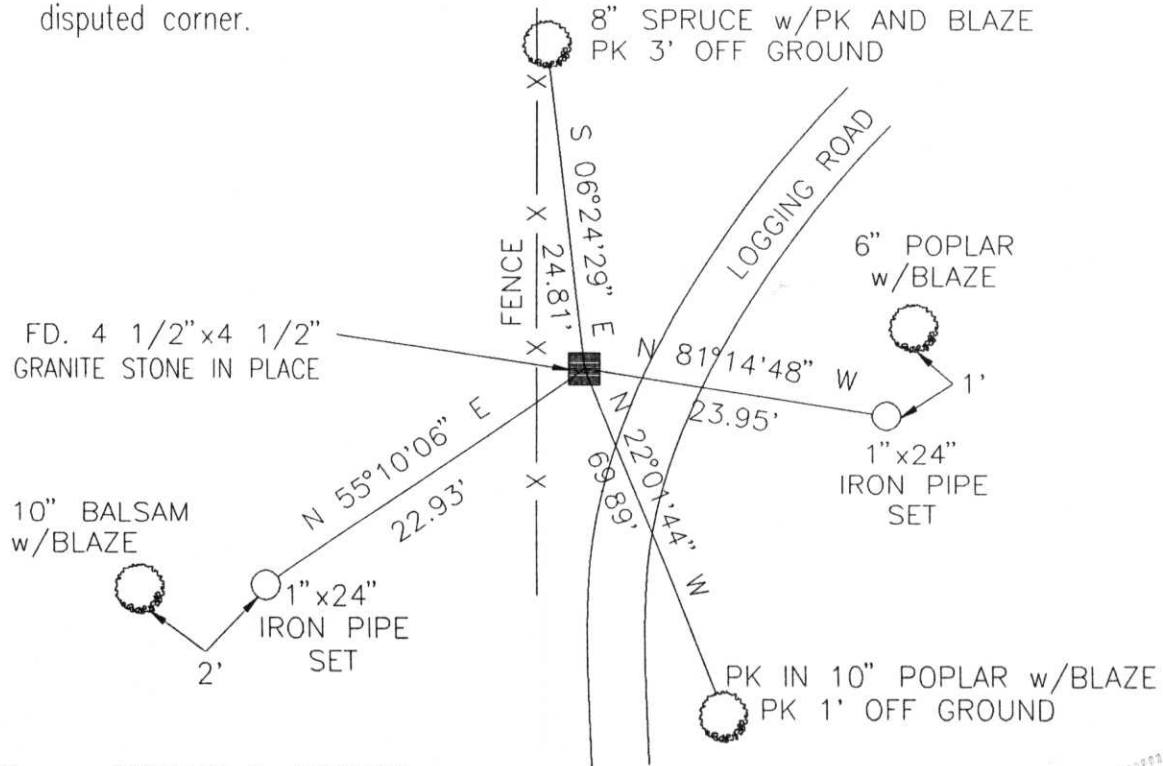 disputed corner.
8" SPRUCE w/PK AND BLAZE
PK 3' OFF GROUND
X
S 06°24'29" E
24.81'
LOGGING ROAD
X
FENCE
6" POPLAR
w/BLAZE
FD. 4 1/2"x4 1/2"
GRANITE STONE IN PLACE
X
N 81°14'48" W
23.95'
1'
1"x24"
IRON PIPE
SET
N 55°10'06" E
22.93'
X
N 22°01'44" W
69.89'
10" BALSAM
w/BLAZE
1"x24"
IRON PIPE
SET
2'
PK IN 10" POPLAR w/BLAZE
PK 1' OFF GROUND